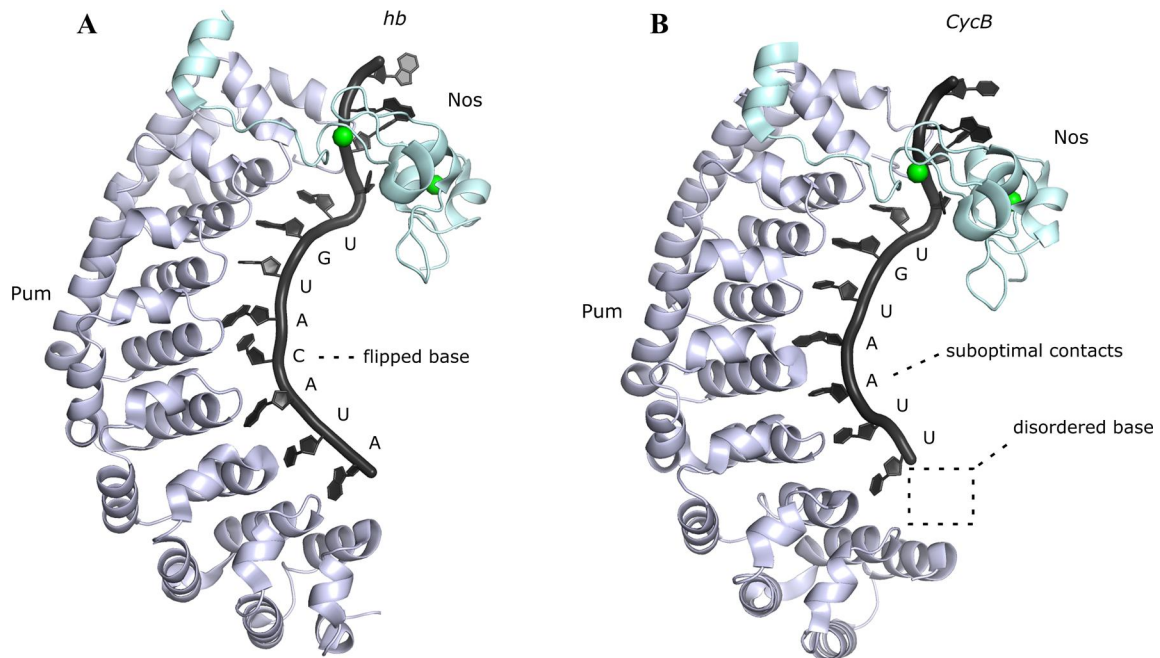 A
hb
Nos
U
G
U
A
C
flipped base
A
U
A
Pum
B
CycB
Nos
U
G
U
A
A
suboptimal contacts
U
U
disordered base
Pum